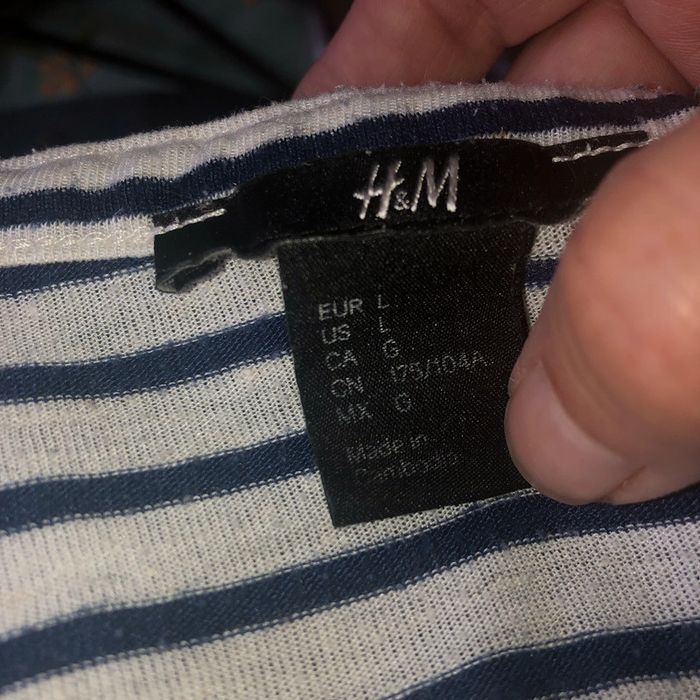 H&M
EUR L
US L
CA G
CN 175/104A
MX G
Made in
Cambodia